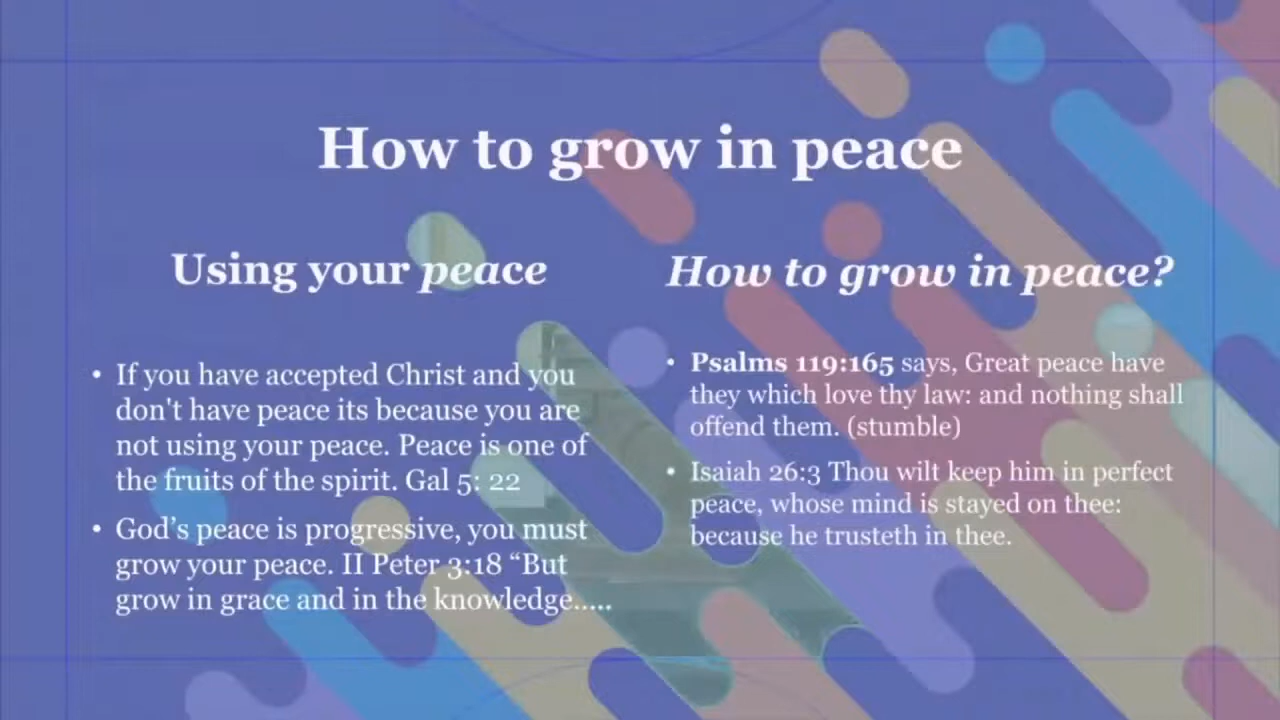 How to grow in peace
Using your peace
If you have accepted Christ and you
don't have peace its because you are
not using your peace. Peace is one of
the fruits of the spirit. Gal 5: 22
• God’s peace is progressive, you must
grow your peace. II Peter 3:18 “But
grow in grace and in the knowledge…..
How to grow in peace?
• Psalms 119:165 says, Great peace have
they which love thy law: and nothing shall
offend them. (stumble)
• Isaiah 26:3 Thou wilt keep him in perfect
peace, whose mind is stayed on thee:
because he trusteth in thee.